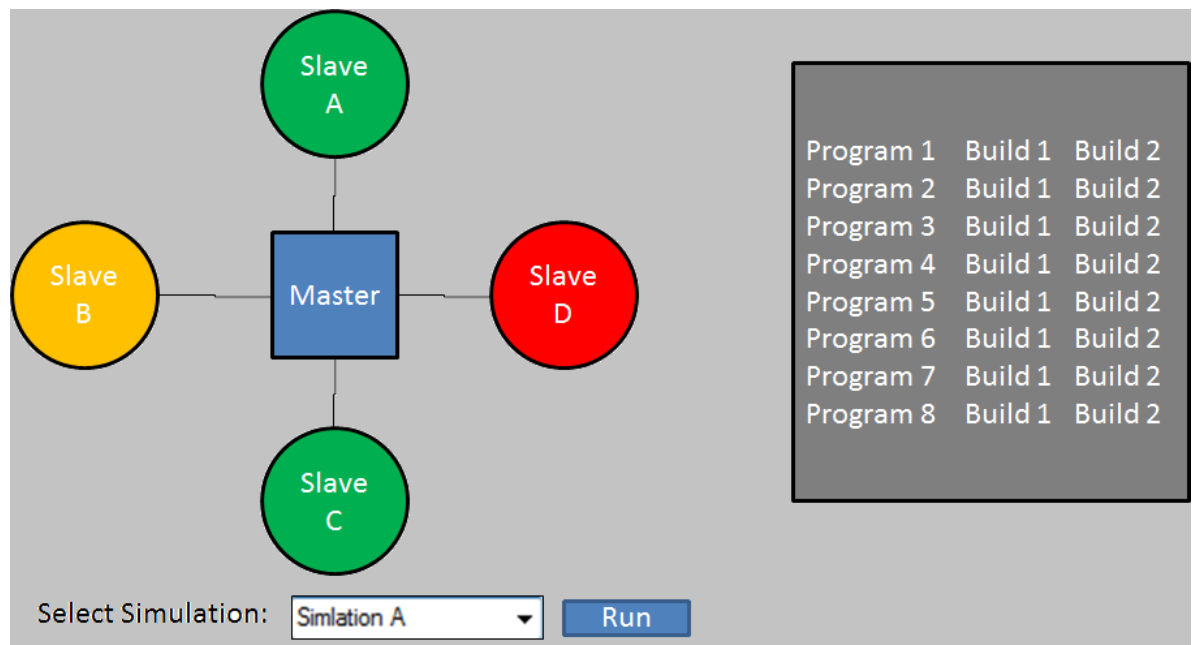 Slave
A
Slave
B
Master
Slave
D
Slave
C
Program 1 Build 1 Build 2
Program 2 Build 1 Build 2
Program 3 Build 1 Build 2
Program 4 Build 1 Build 2
Program 5 Build 1 Build 2
Program 6 Build 1 Build 2
Program 7 Build 1 Build 2
Program 8 Build 1 Build 2
Select Simulation: Simlation A Run